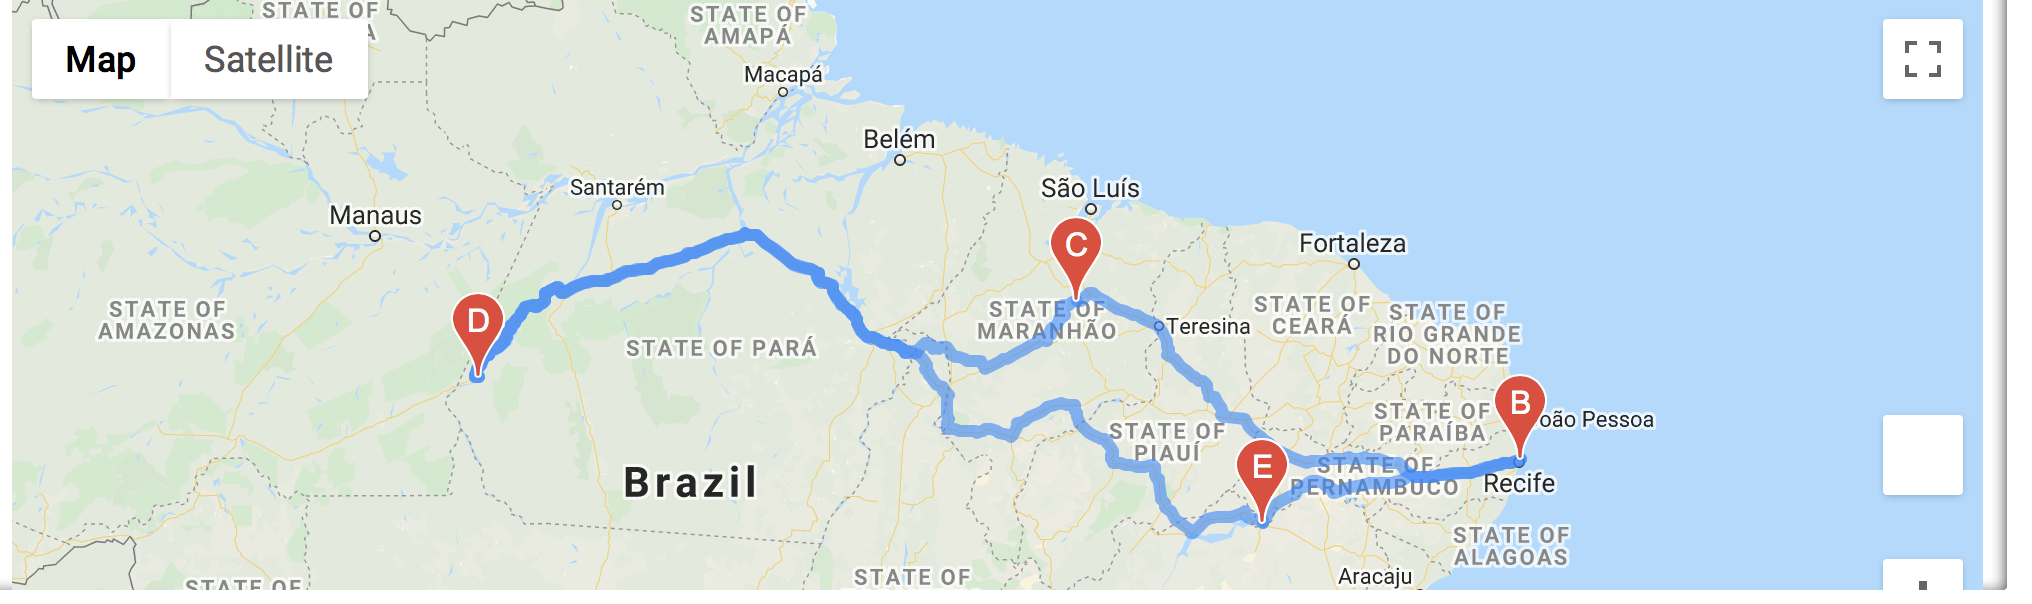 STATE OF
A
STATE OF
AMAPÁ
Map
Satellite
Macapá
Belém
Santarém
São Luís
Manaus
Fortaleza
C
STATE OF
AMAZONAS
D
STATE OF
MARANHÃO
Teresina
STATE OF
CEARÁ
STATE OF
RIO GRANDE
DO NORTE
STATE OF PARÁ
B
oão Pessoa
STATE OF
PARAÍBA
STATE OF
PIAUÍ
E
STATE OF
PERNAMBUCO
Brazil
Recife
STATE OF
ALAGOAS
STATE OF
STATE OF
Aracaju